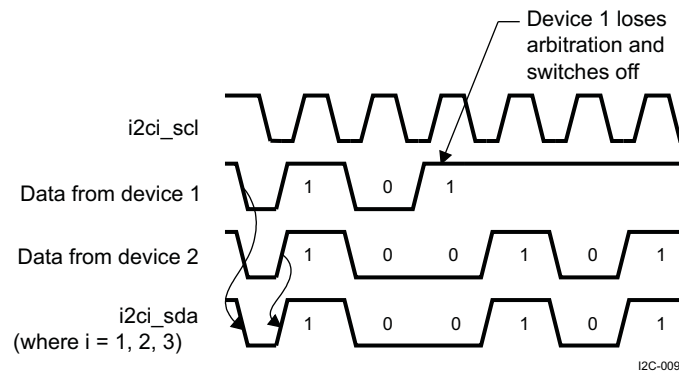 Device 1 loses
arbitration and
switches off
i2ci_scl
Data from device 1
1 0 1
Data from device 2
1 0 0 1 0 1
i2ci_sda
(where i = 1, 2, 3)
1 0 0 1 0 1
I2C-009